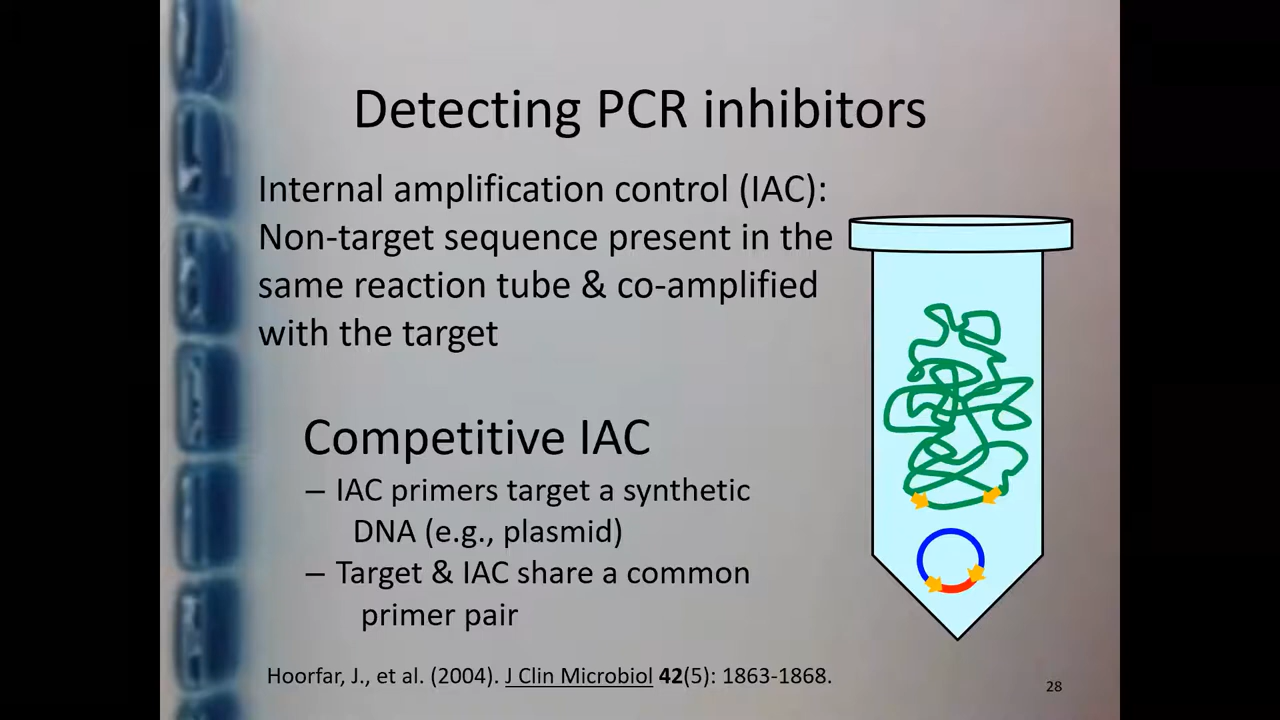 Detecting PCR inhibitors
Internal amplification control (IAC):
Non-target sequence present in the
same reaction tube & co-amplified
with the target
Competitive IAC
– IAC primers target a synthetic
DNA (e.g., plasmid)
– Target & IAC share a common
primer pair
Hoorfar, J., et al. (2004). J Clin Microbiol 42(5): 1863-1868.
28